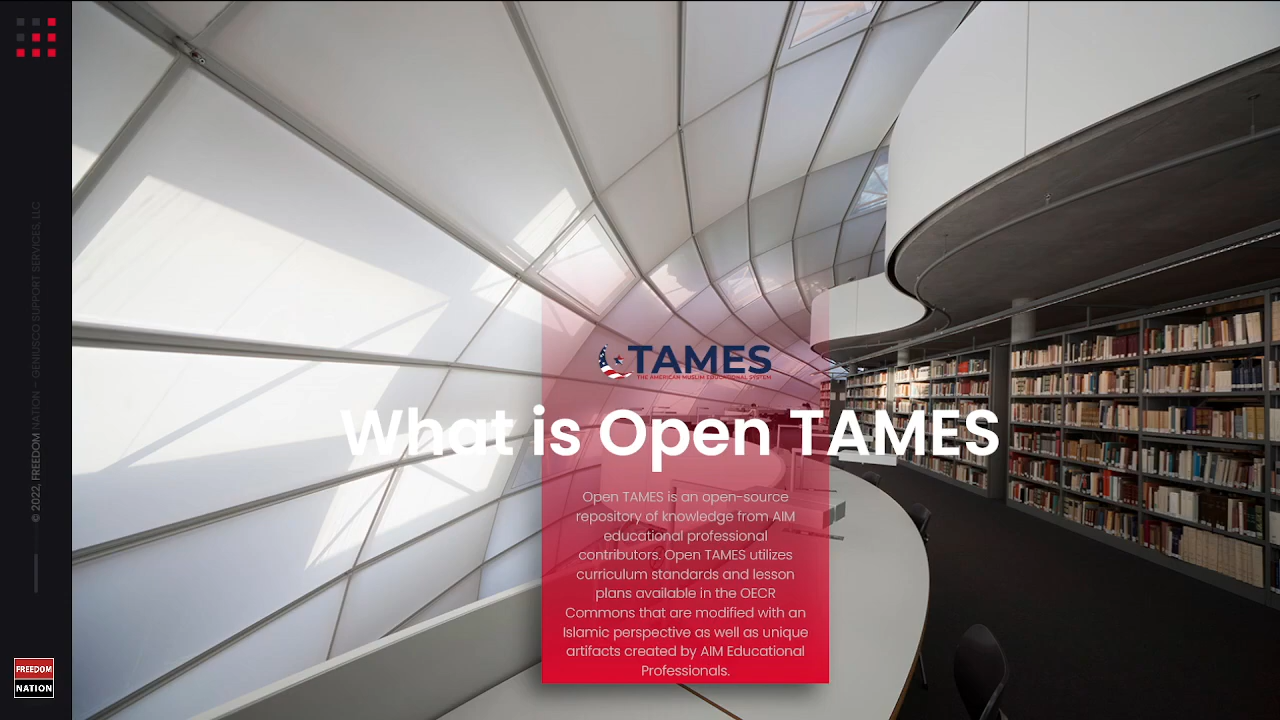 TAMES
THE AMERICAN MUSLIM EDUCATIONAL SYSTEM
What is Open TAMES
Open TAMES is an open-source
repository of knowledge from AIM
educational professional
contributors. Open TAMES utilizes
curriculum standards and lesson
plans available in the OECR
Commons that are modified with an
Islamic perspective as well as unique
artifacts created by AIM Educational
Professionals.
© 2022, FREEDOM NATION – GENIUSCO SUPPORT SERVICES, LLC
FREEDOM
NATION